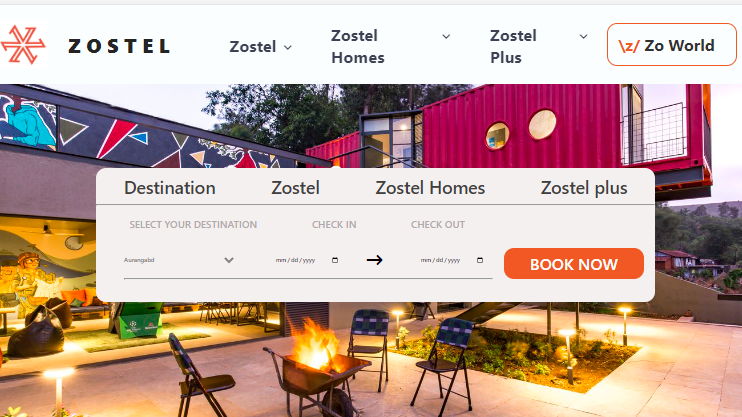 ZOSTEL
Zostel
Zostel Homes
Zostel Plus
\z/ Zo World
Destination Zostel Zostel Homes Zostel plus
SELECT YOUR DESTINATION CHECK IN CHECK OUT
Aurangabd mm/dd/yyyy → mm/dd/yyyy BOOK NOW